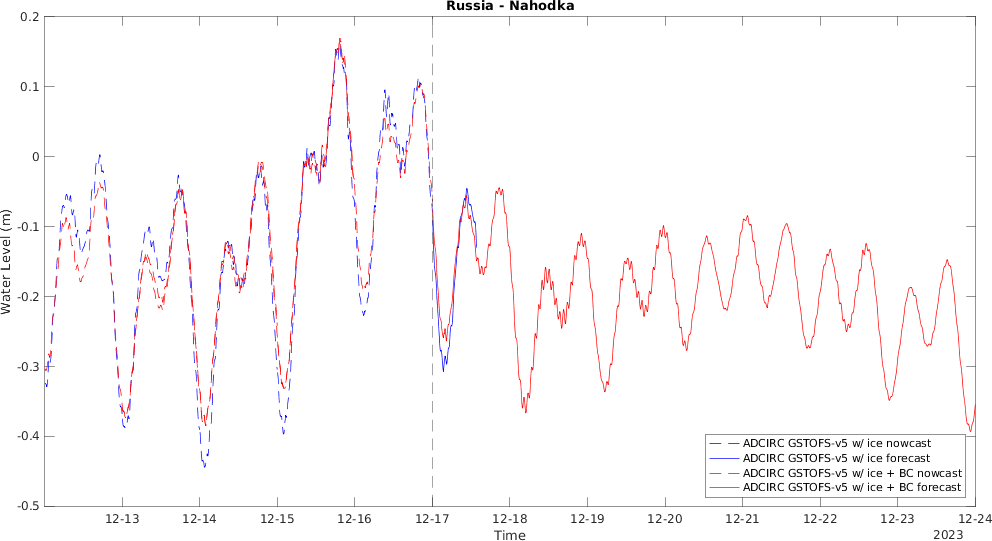 Russia - Nahodka
Water Level (m)
0.2
0.1
0
-0.1
-0.2
-0.3
-0.4
-0.5
ADCIRC GSTOFS-v5 w/ ice nowcast
ADCIRC GSTOFS-v5 w/ ice forecast
ADCIRC GSTOFS-v5 w/ ice + BC nowcast
ADCIRC GSTOFS-v5 w/ ice + BC forecast
12-13 12-14 12-15 12-16 12-17 12-18 12-19 12-20 12-21 12-22 12-23 12-24
Time
2023